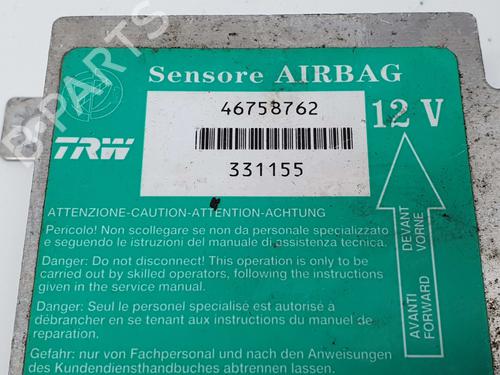 Sensore AIRBAG
46758762
12 V
TRW
331155
ATTENZIONE-CAUTION-ATTENTION-ACHTUNG
Pericolo! Non scollegare se non da personale specializzato
e seguendo le istruzioni del manuale di assistenza tecnica.
Danger: Do not disconnect! This operation is only to be
carried out by skilled operators, following the instructions
given in the service manual.
Danger: Seul le personel specialisé est autorisé à
débrancher en se tenant aux instructions du manuel de
reparation.
Gefahr: nur von Fachpersonal und nach den Anweisungen
des Kundendiensthandbuches abtrennen lassen.
DEVANT
VORNE
AVANTI
FORWARD
B-PARTS